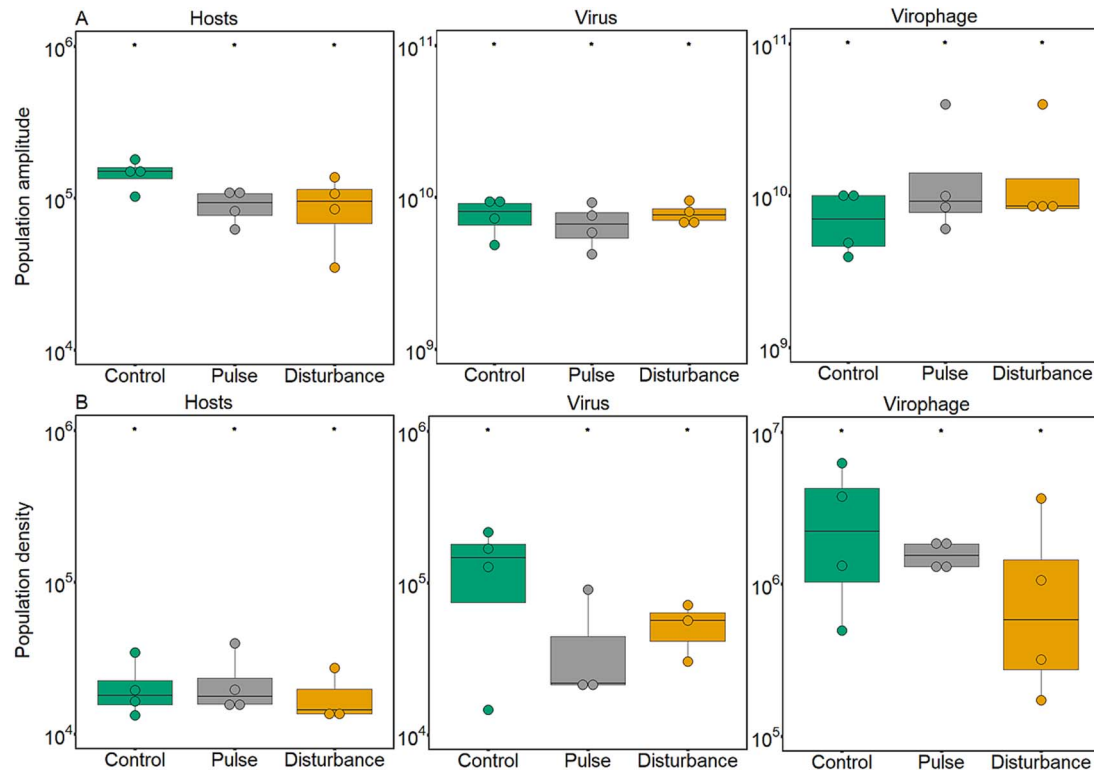 A
Hosts
Virus
Virophage
Population amplitude
10⁶
10⁵
10⁴
* * *
Control Pulse Disturbance
10¹¹
10¹⁰
10⁹
* * *
Control Pulse Disturbance
10¹¹
10¹⁰
10⁹
* * *
Control Pulse Disturbance
B
Hosts
Virus
Virophage
Population density
10⁶
10⁵
10⁴
* * *
Control Pulse Disturbance
10⁶
10⁵
10⁴
* * *
Control Pulse Disturbance
10⁷
10⁶
10⁵
* * *
Control Pulse Disturbance